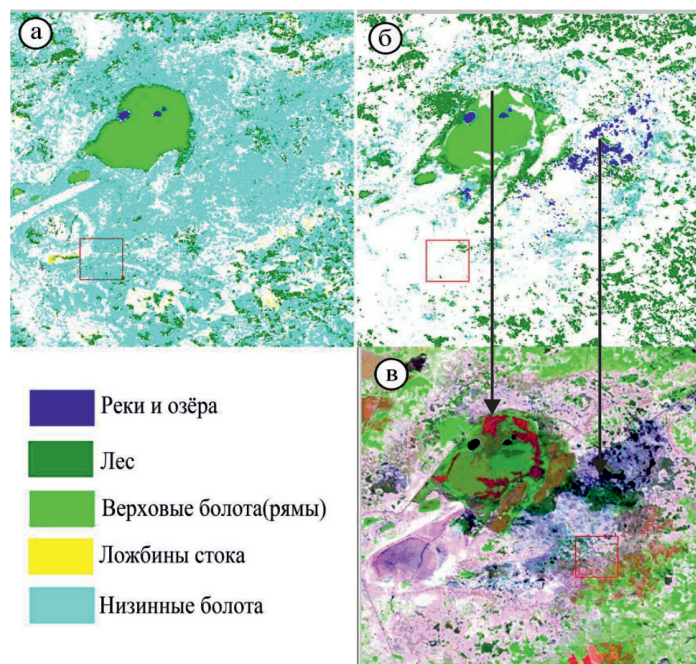 а
б
в
Реки и озёра
Лес
Верховые болота(рямы)
Ложбины стока
Низинные болота